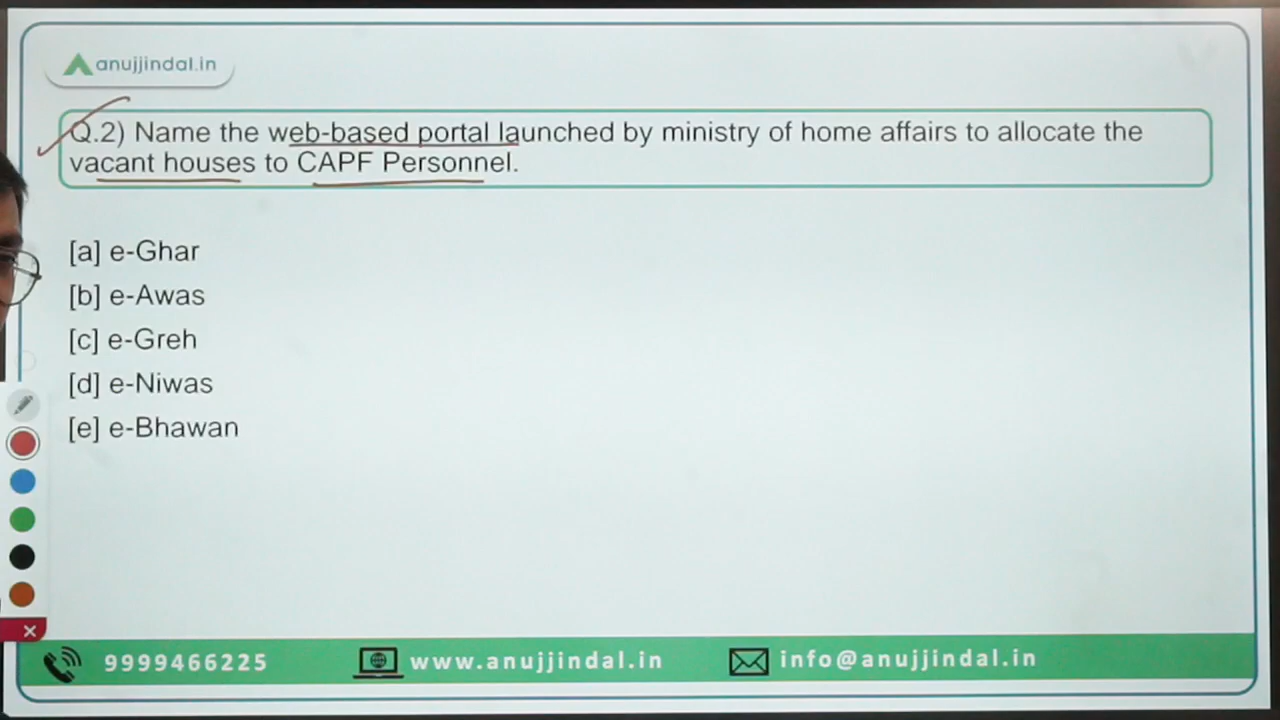 anujjindal.in
Q.2) Name the web-based portal launched by ministry of home affairs to allocate the
vacant houses to CAPF Personnel.
[a] e-Ghar
[b] e-Awas
[c] e-Greh
[d] e-Niwas
[e] e-Bhawan
9999466225
www.anujjindal.in
info@anujjindal.in